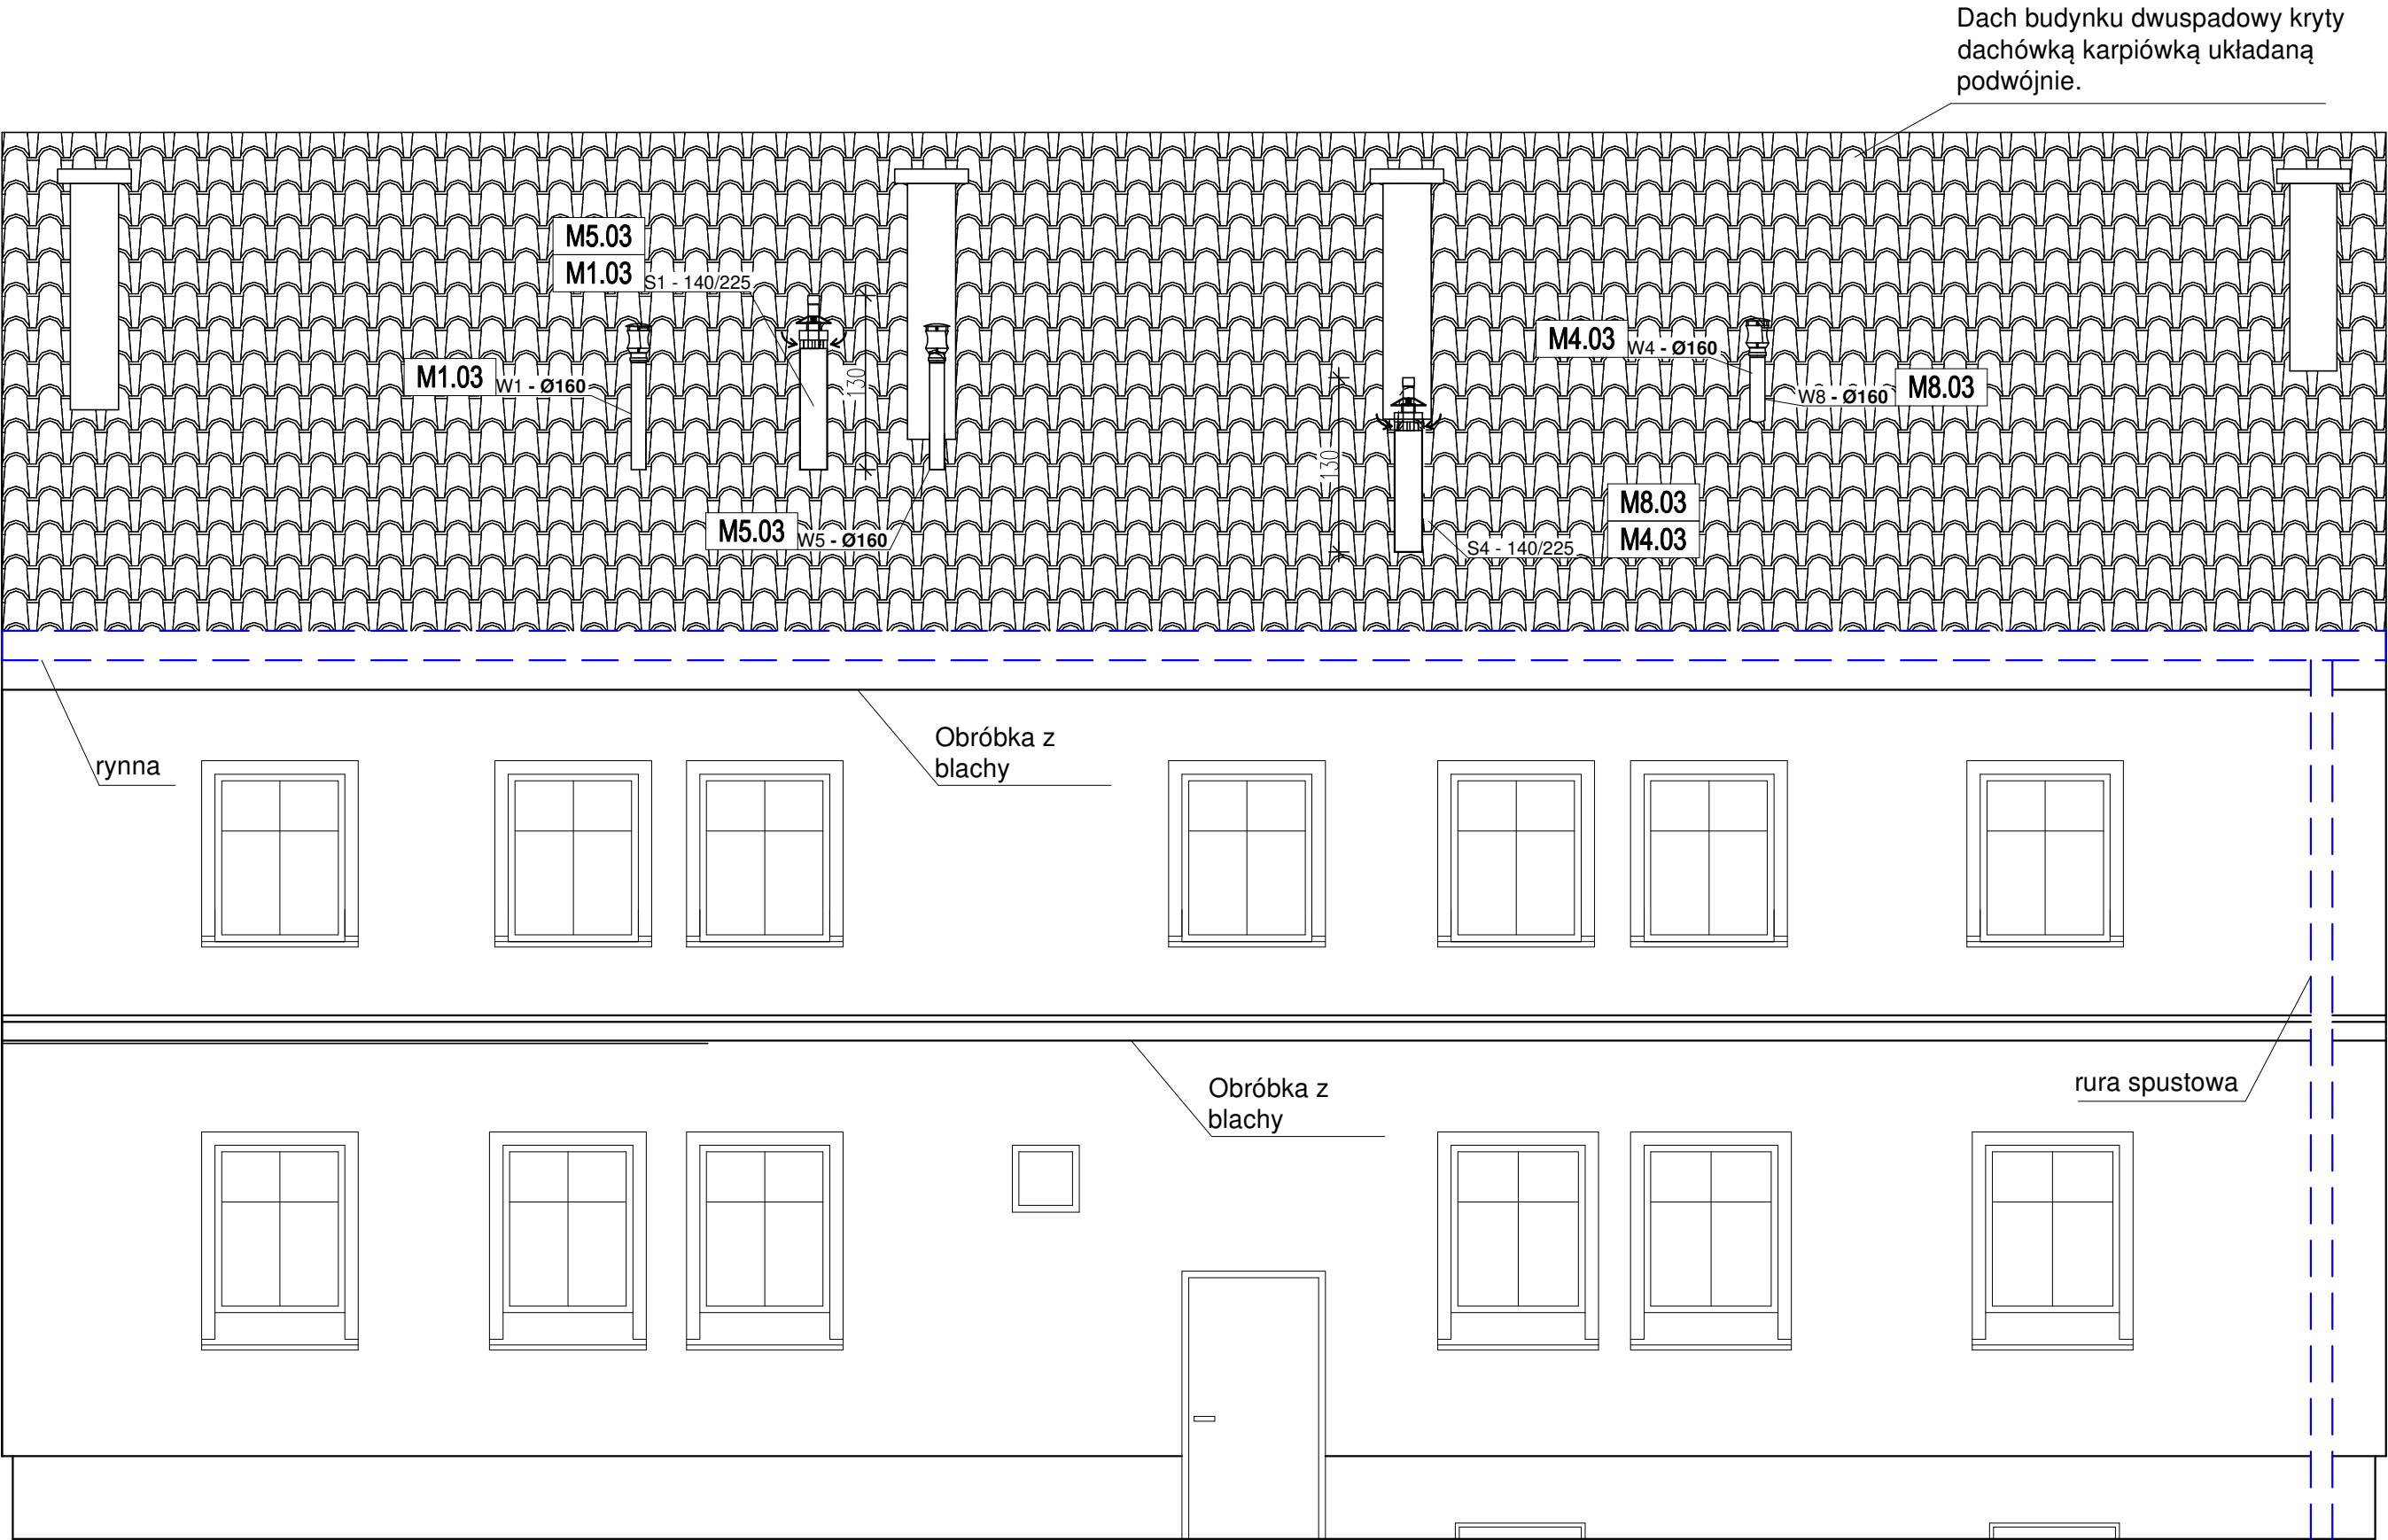 Dach budynku dwuspadowy kryty
dachówką karpiówką układaną
podwójnie.
M5.03
M1.03
S1 - 140/225
M1.03
W1 - Ø160
130
M4.03
W4 - Ø160
W8 - Ø160
M8.03
130
M5.03
W5 - Ø160
M8.03
M4.03
S4 - 140/225
rynna
Obróbka z
blachy
Obróbka z
blachy
rura spustowa